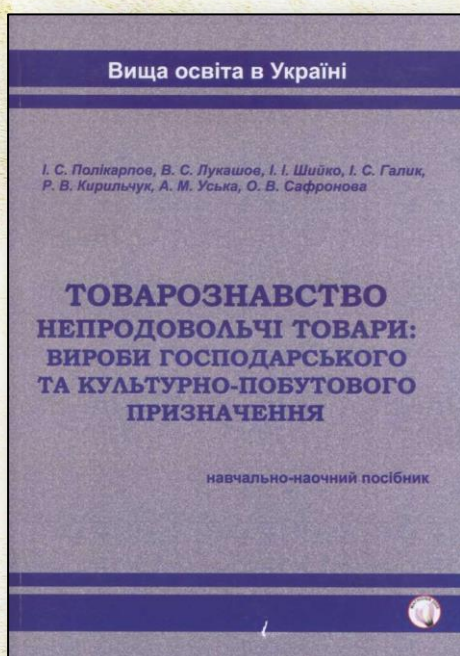 Вища освіта в Україні
І. С. Полікарпов, В. С. Лукашов, І. І. Шийко, І. С. Галик,
Р. В. Кирильчук, А. М. Уська, О. В. Сафронова
ТОВАРОЗНАВСТВО
НЕПРОДОВОЛЬЧІ ТОВАРИ:
ВИРОБИ ГОСПОДАРСЬКОГО
ТА КУЛЬТУРНО-ПОБУТОВОГО
ПРИЗНАЧЕННЯ
навчально-наочний посібник